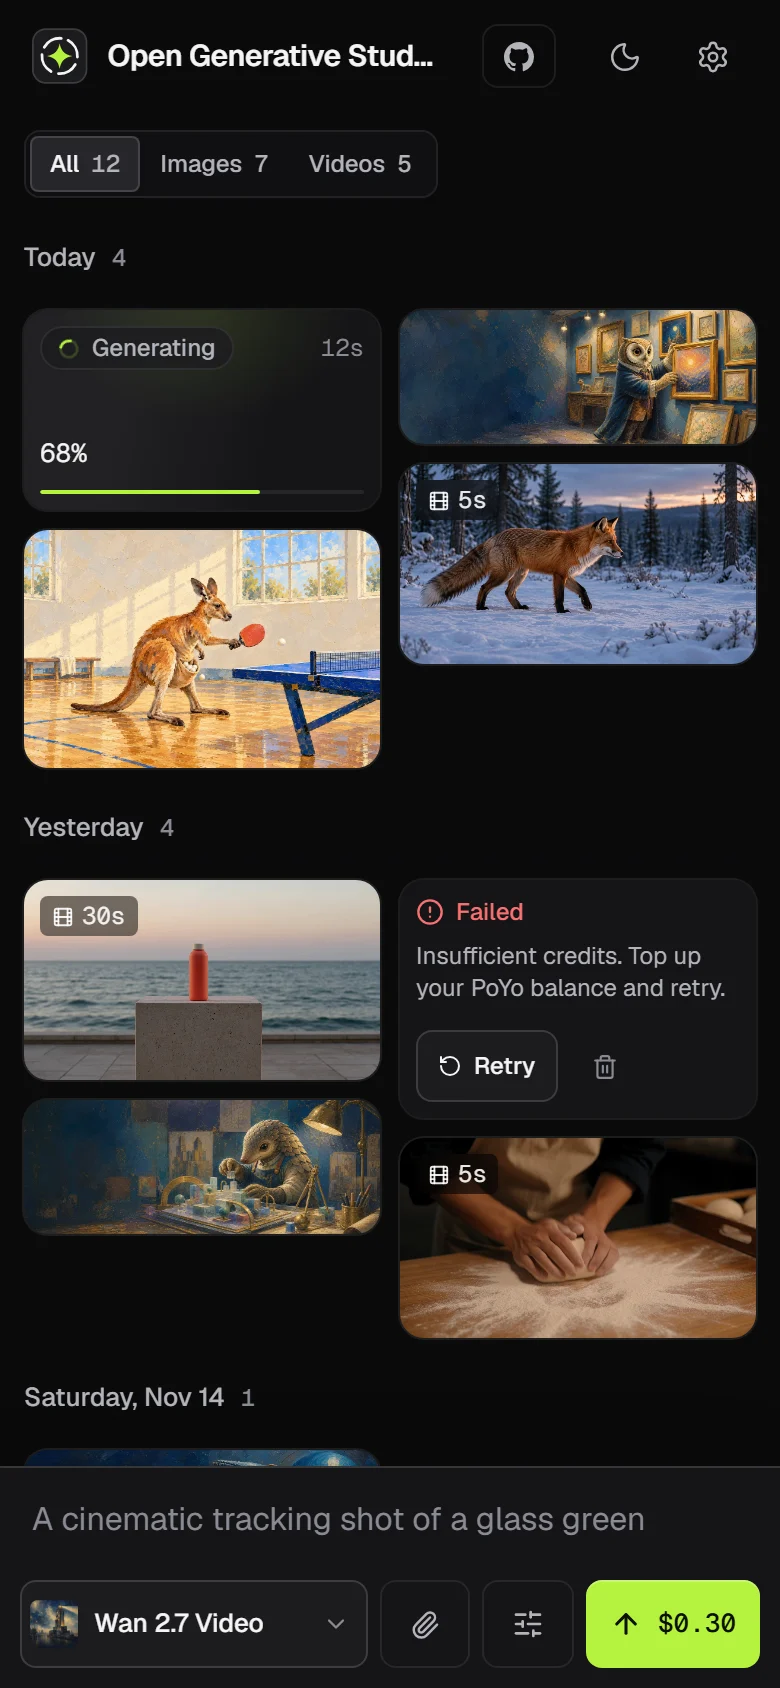 Open Generative Stud...
All 12 Images 7 Videos 5
Today 4
Generating 12s
68%
5s
Yesterday 4
30s
Failed
Insufficient credits. Top up
your PoYo balance and retry.
Retry
5s
Saturday, Nov 14 1
A cinematic tracking shot of a glass green
Wan 2.7 Video
$0.30